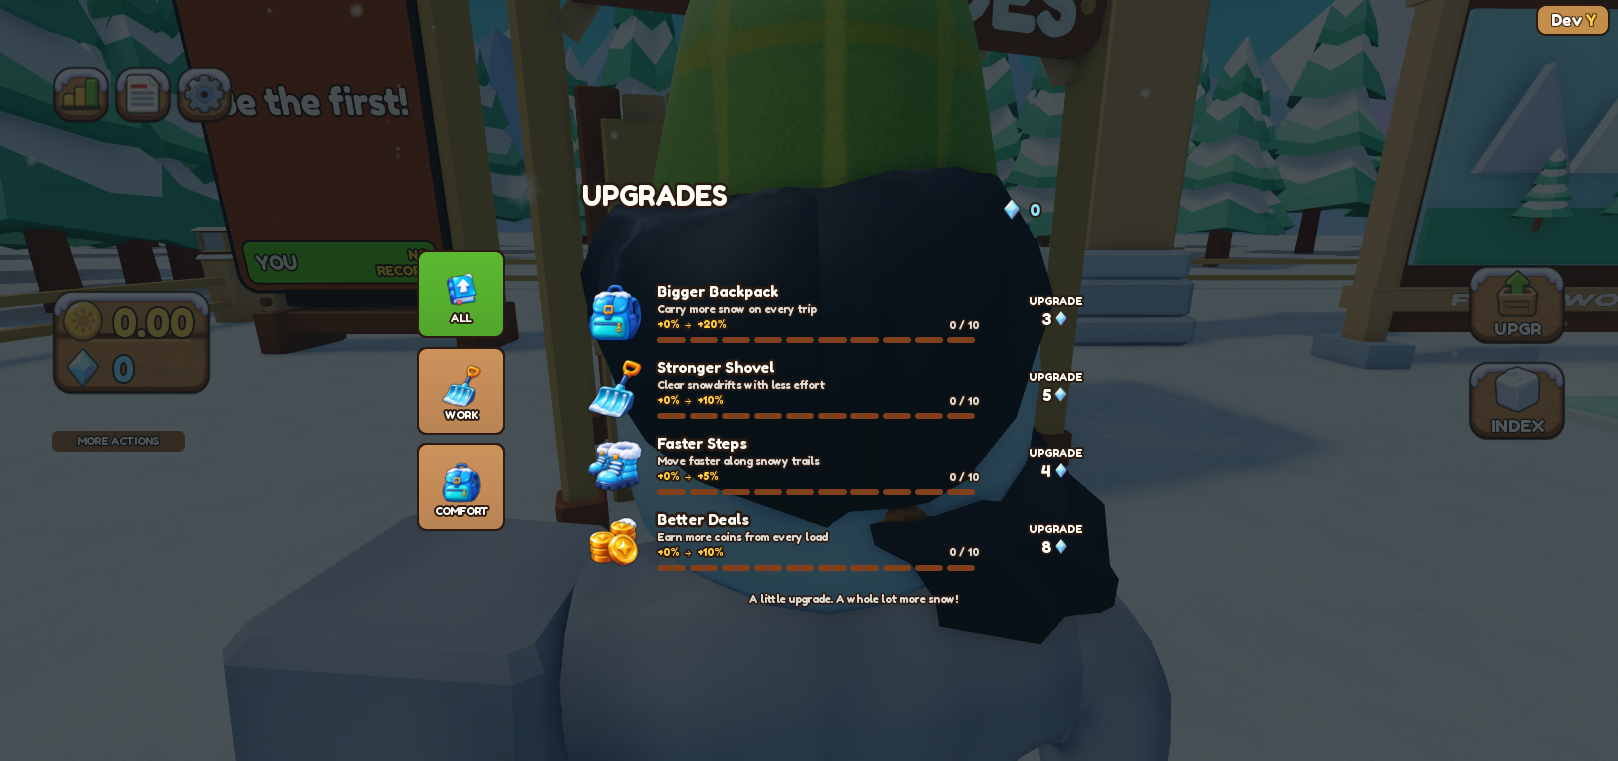 Dev Y
be the first!
YOU
0.00
0
MORE ACTIONS
UPGRADES
0
ALL
WORK
COMFORT
Bigger Backpack
Carry more snow on every trip
+0% → +20%
0 / 10
UPGRADE
3
Stronger Shovel
Clear snowdrifts with less effort
+0% → +10%
0 / 10
UPGRADE
5
Faster Steps
Move faster along snowy trails
+0% → +5%
0 / 10
UPGRADE
4
Better Deals
Earn more coins from every load
+0% → +10%
0 / 10
UPGRADE
8
A little upgrade. A whole lot more snow!
UPGR
INDEX